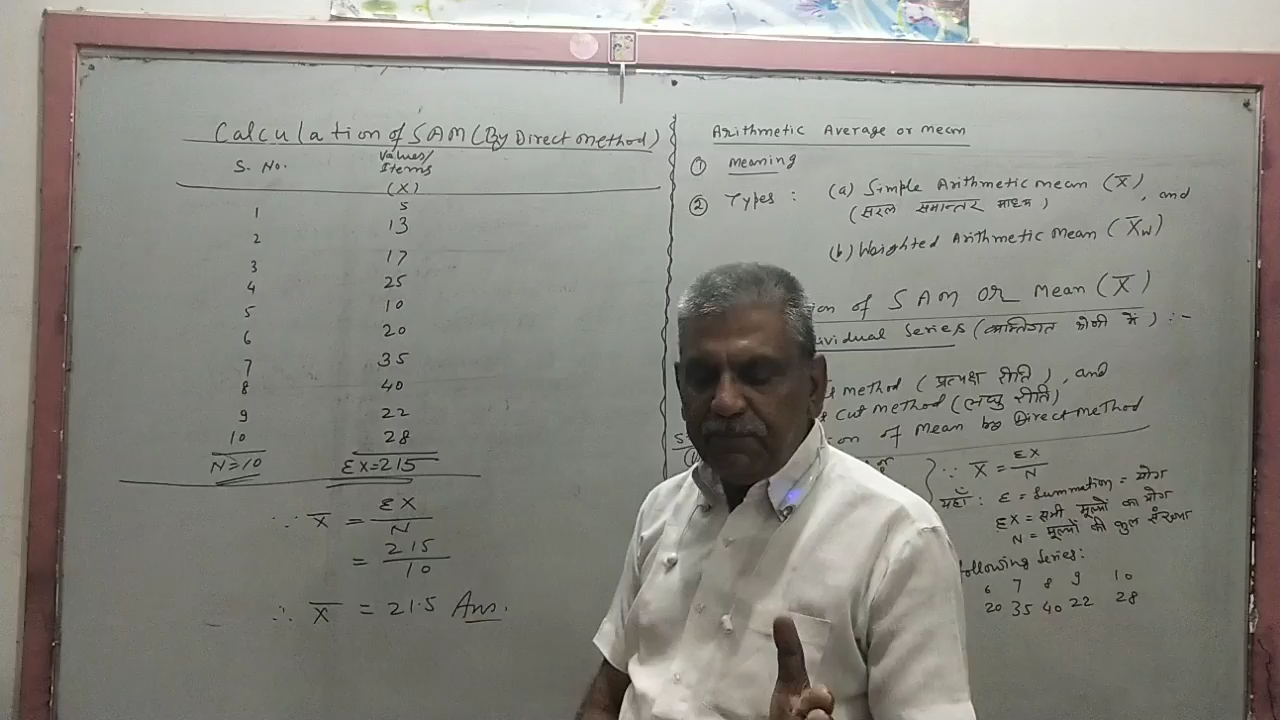 Calculation of SAM (By Direct method)
S. No.
Values/
Items
(X)
1 5
2 13
3 17
4 25
5 10
6 20
7 35
8 40
9 22
10 28
N=10 ΣX=215
∵ X̅ = ΣX/N
= 215/10
∴ X̅ = 21.5 Ans.
Arithmetic Average or mean
① Meaning
② Types : (a) Simple Arithmetic mean (X̅), and
(सरल समान्तर माध्य)
(b) Weighted Arithmetic Mean (X̅w)
of SAM OR Mean (X̅)
Series (व्यक्तिगत श्रेणी में) :-
method (प्रत्यक्ष रीति), and
cut method (लघु रीति)
of Mean by Direct Method
∵ X̅ = ΣX/N
यहाँ : Σ = Summation = योग
ΣX = सभी मूल्यों का योग
N = मूल्यों की कुल संख्या
following Series:
6 7 8 9 10
20 35 40 22 28